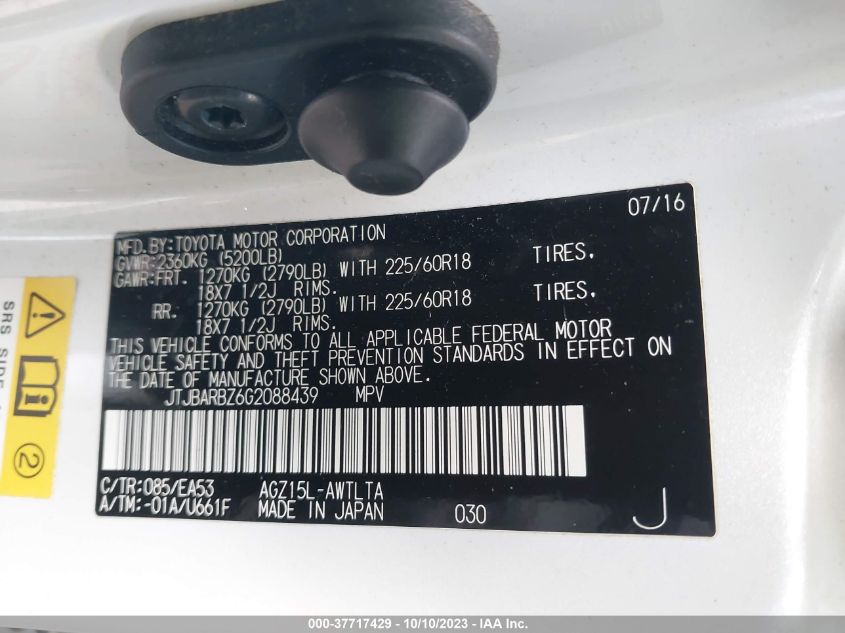 07/16
MFD.BY:TOYOTA MOTOR CORPORATION
GVWR:2360KG (5200LB)
GAWR:FRT. 1270KG (2790LB) WITH 225/60R18 TIRES,
18X7 1/2J RIMS.
RR. 1270KG (2790LB) WITH 225/60R18 TIRES,
18X7 1/2J RIMS.
THIS VEHICLE CONFORMS TO ALL APPLICABLE FEDERAL MOTOR
VEHICLE SAFETY AND THEFT PREVENTION STANDARDS IN EFFECT ON
THE DATE OF MANUFACTURE SHOWN ABOVE.
JTJBARBZ6G2088439 MPV
C/TR:085/EA53 AGZ15L-AWTLTA
A/TM:-01A/U661F MADE IN JAPAN 030 J
SRS SIDE
2
000-37717429 - 10/10/2023 - © IAA Inc.